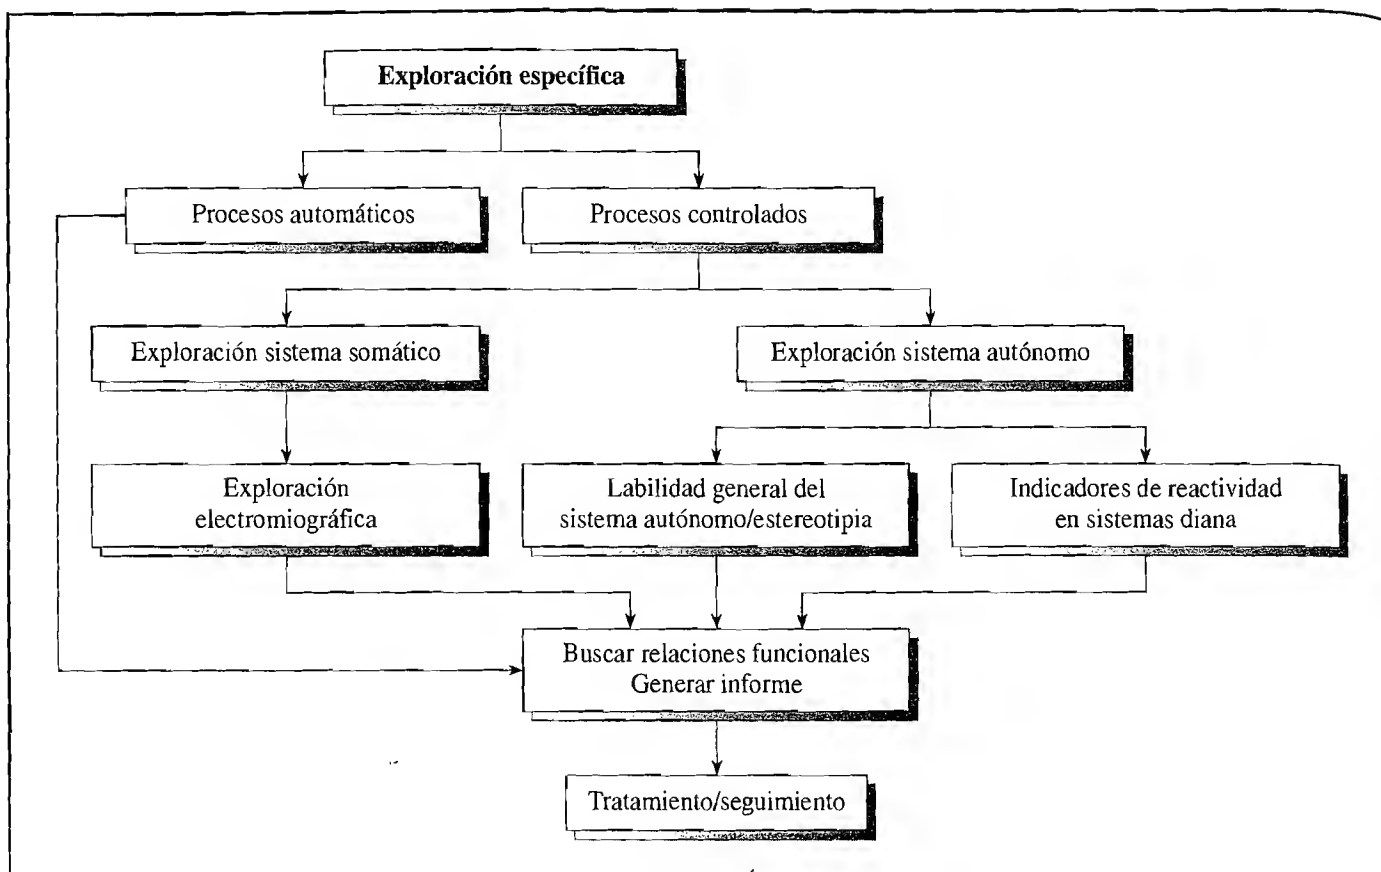 Exploración específica
Procesos automáticos
Procesos controlados
Exploración sistema somático
Exploración sistema autónomo
Exploración
electromiográfica
Labilidad general del
sistema autónomo/estereotipia
Indicadores de reactividad
en sistemas diana
Buscar relaciones funcionales
Generar informe
Tratamiento/seguimiento